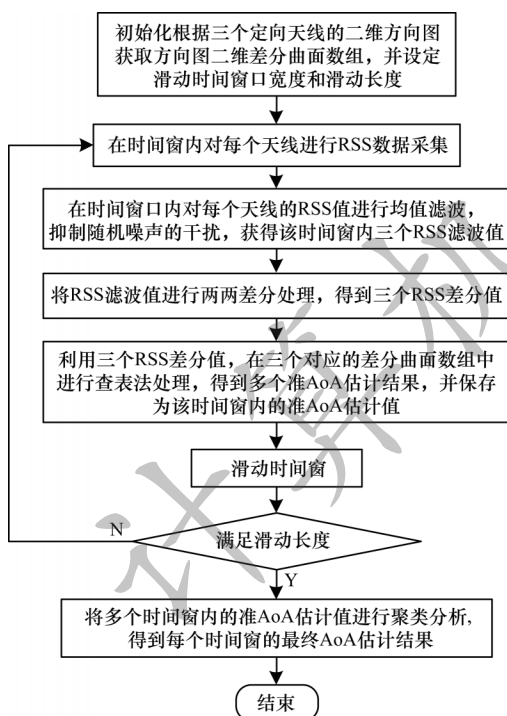 初始化根据三个定向天线的二维方向图
获取方向图二维差分曲面数组，并设定
滑动时间窗口宽度和滑动长度
在时间窗内对每个天线进行RSS数据采集
在时间窗口内对每个天线的RSS值进行均值滤波，
抑制随机噪声的干扰，获得该时间窗内三个RSS滤波值
将RSS滤波值进行两两差分处理，得到三个RSS差分值
利用三个RSS差分值，在三个对应的差分曲面数组中
进行查表法处理，得到多个准AoA估计结果，并保存
为该时间窗内的准AoA估计值
滑动时间窗
N
满足滑动长度
Y
将多个时间窗内的准AoA估计值进行聚类分析，
得到每个时间窗的最终AoA估计结果
结束
计算机